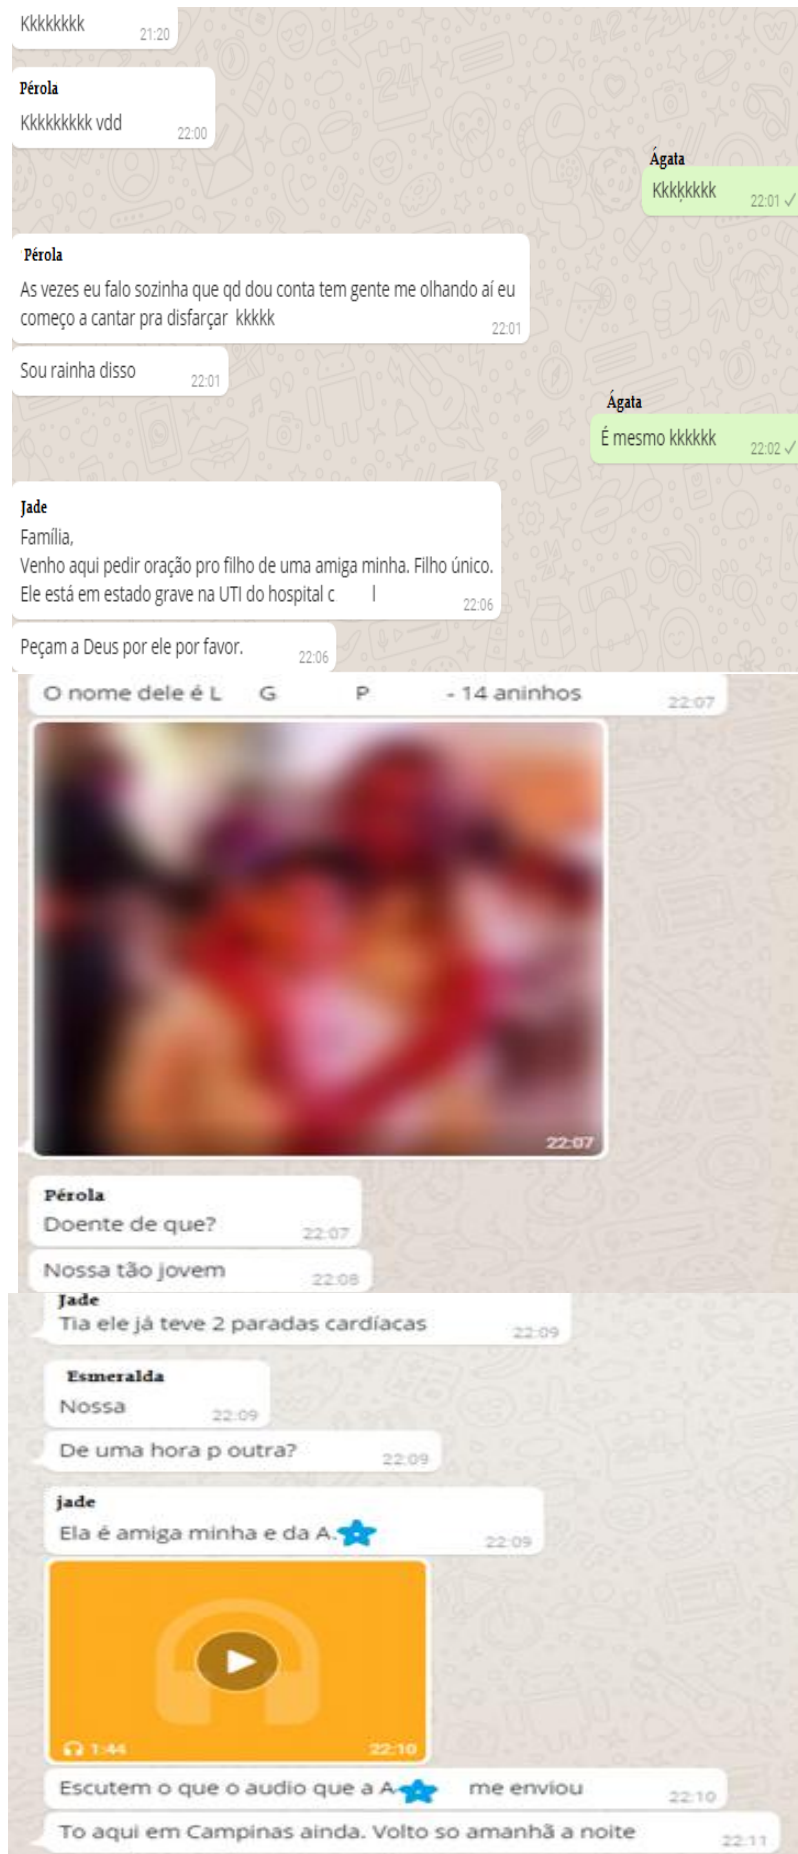 Kkkkkkkk
21:20
Pérola
Kkkkkkkkk vdd
22:00
Ágata
Kkkkkkkk
22:01
Pérola
As vezes eu falo sozinha que qd dou conta tem gente me olhando aí eu
começo a cantar pra disfarçar kkkkk
22:01
Sou rainha disso
22:01
Ágata
É mesmo kkkkkk
22:02
Jade
Família,
Venho aqui pedir oração pro filho de uma amiga minha. Filho único.
Ele está em estado grave na UTI do hospital c l
22:06
Peçam a Deus por ele por favor.
22:06
O nome dele é L G P - 14 aninhos
22:07
22:07
Pérola
Doente de que?
22:07
Nossa tão jovem
22:08
Jade
Tia ele já teve 2 paradas cardíacas
22:09
Esmeralda
Nossa
22:09
De uma hora p outra?
22:09
jade
Ela é amiga minha e da A.
22:09
1:44
22:10
Escutem o que o audio que a A me enviou
22:10
To aqui em Campinas ainda. Volto so amanhã a noite
22:11